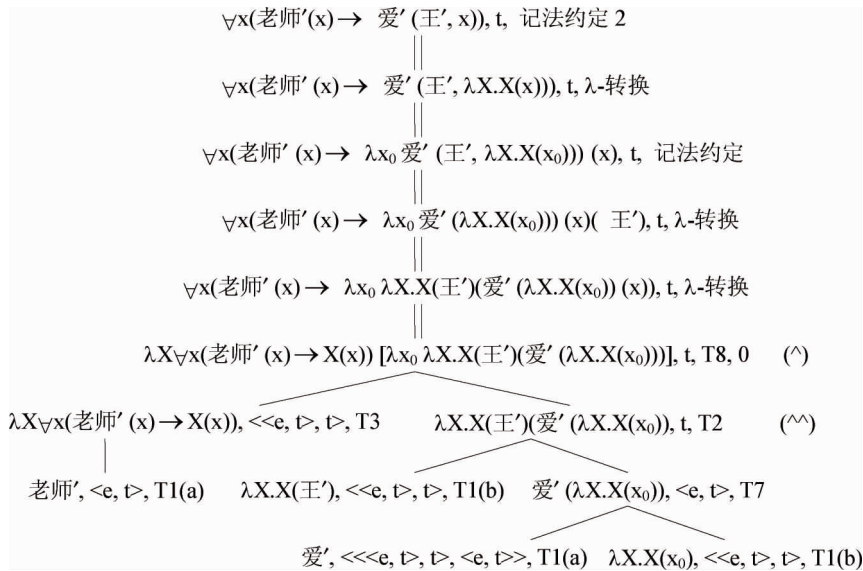 ∀x(老师′(x)→ 爱′ (王′, x)), t, 记法约定 2
∀x(老师′ (x)→ 爱′ (王′, λX.X(x))), t, λ-转换
∀x(老师′ (x)→ λx₀ 爱′ (王′, λX.X(x₀))) (x), t, 记法约定
∀x(老师′ (x)→ λx₀ 爱′ (λX.X(x₀))) (x)( 王′), t, λ-转换
∀x(老师′ (x)→ λx₀ λX.X(王′)(爱′ (λX.X(x₀)) (x)), t, λ-转换
λX∀x(老师′ (x)→X(x)) [λx₀ λX.X(王′)(爱′ (λX.X(x₀)))], t, T8, 0 (^)
λX∀x(老师′ (x)→ X(x)), <<e, t>, t>, T3 λX.X(王′)(爱′ (λX.X(x₀)), t, T2 (^^)
老师′, <e, t>, T1(a) λX.X(王′), <<e, t>, t>, T1(b) 爱′ (λX.X(x₀)), <e, t>, T7
爱′, <<<e, t>, t>, <e, t>>, T1(a) λX.X(x₀), <<e, t>, t>, T1(b)